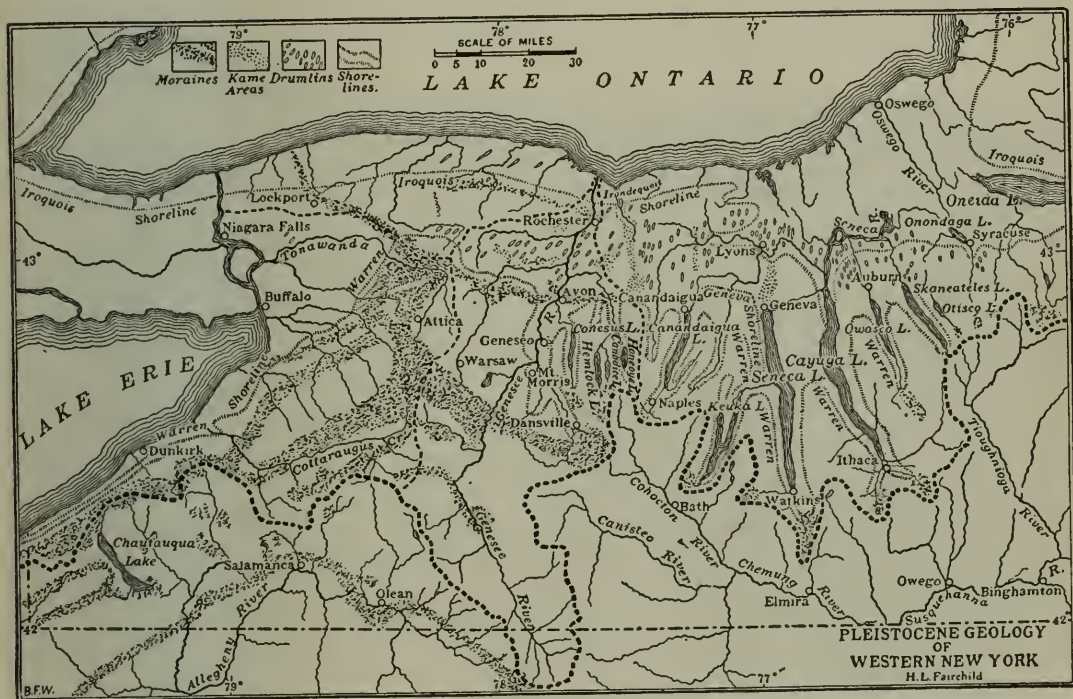 79°
78°
77°
76°
SCALE OF MILES
0 5 10 20 30
Moraines
Kame Areas
Drumlins
Shore-lines.
LAKE ONTARIO
Oswego
Oswego River
Iroquois
Oneida L.
Iroquois
Shoreline
Lockport
Iroquois
Irondequoit
Shoreline
Rochester
Niagara Falls
Tonawanda
43°
Lyons
Seneca R.
Onondaga L.
Syracuse
43
Buffalo
Warren
Cr.
Avon
Canandaigua
Geneva
Geneva
Auburn
Skaneateles L.
Otisco L.
Attica
Warsaw
Geneseo
Mt. Morris
Conesus L.
Hemlock L.
Canadice L.
Honeoye L.
Canandaigua L.
Shoreline
Warren
Seneca L.
Cayuga L.
Owasco L.
Warren
LAKE ERIE
Shoreline
Warren
Dunkirk
Cattaraugus Cr.
Genesee R.
Dansville
Naples
Keuka L.
Warren
Warren
Ithaca
Tioughnioga River
Watkins
Bath
Cohocton River
Canisteo River
Chemung River
Elmira
Owego
Susquehanna R.
Binghamton
Chautauqua Lake
Salamanca
Olean
Genesee River
Allegheny River
42
79°
78°
77
42°
B.F.W.
PLEISTOCENE GEOLOGY
OF
WESTERN NEW YORK
H.L. Fairchild